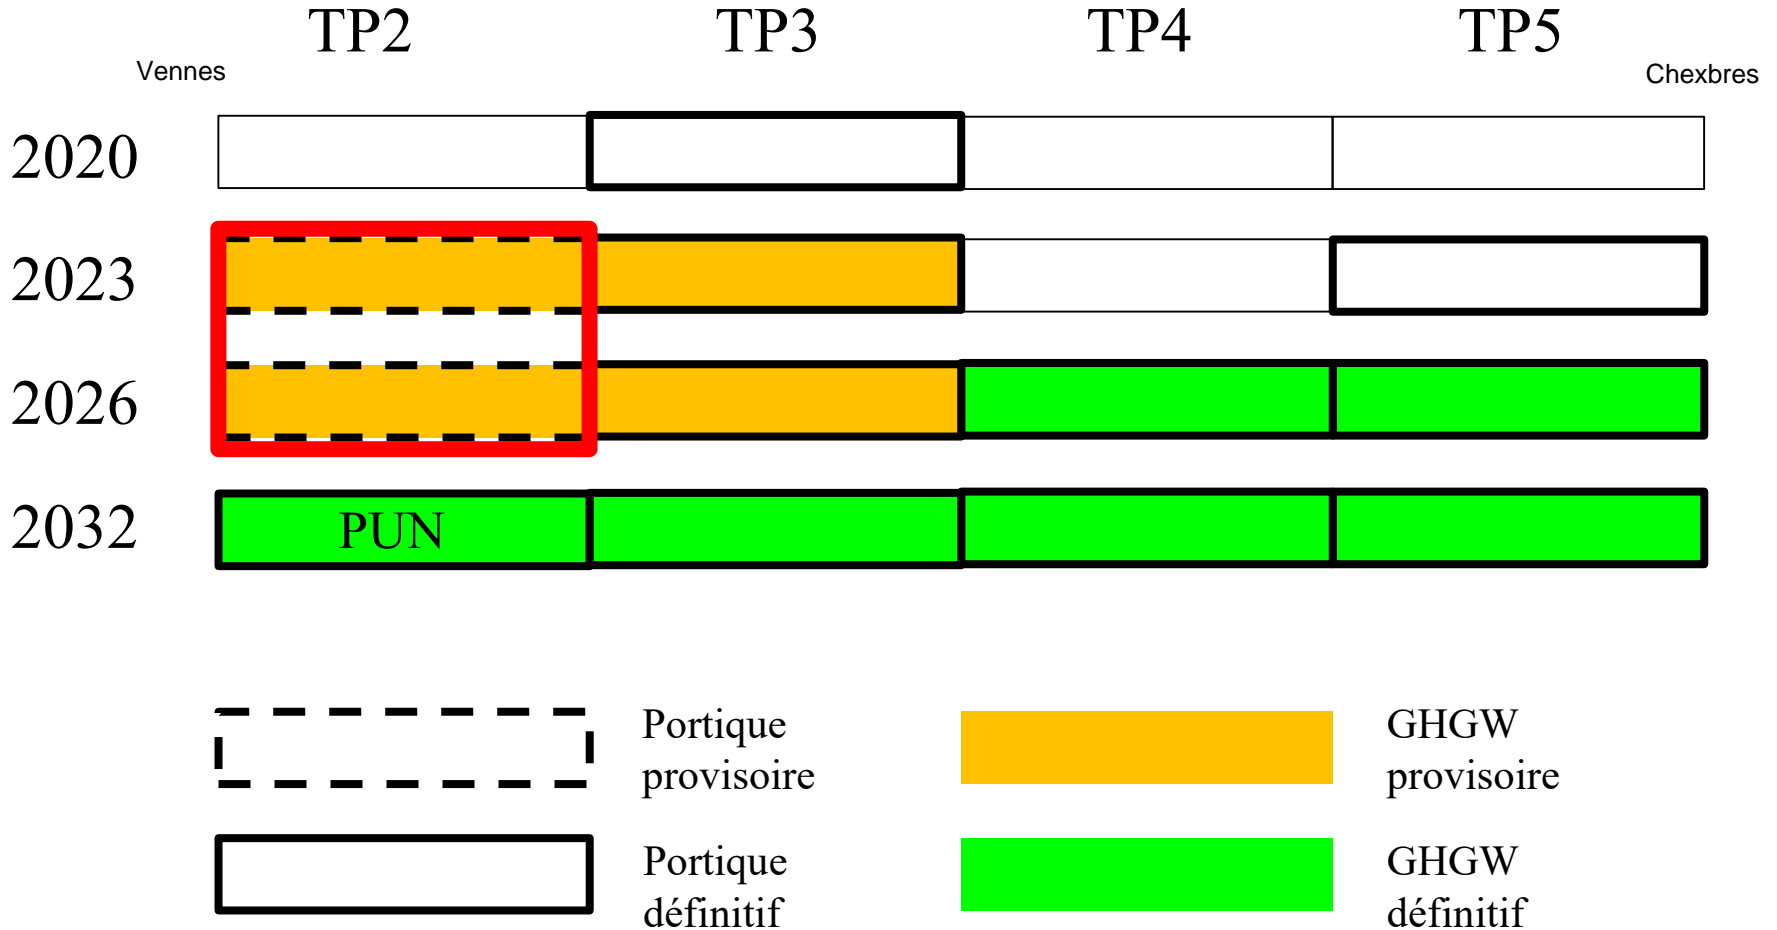 TP2 TP3 TP4 TP5
Vennes Chexbres
2020
2023
2026
2032 PUN
Portique
provisoire
GHGW
provisoire
Portique
définitif
GHGW
définitif